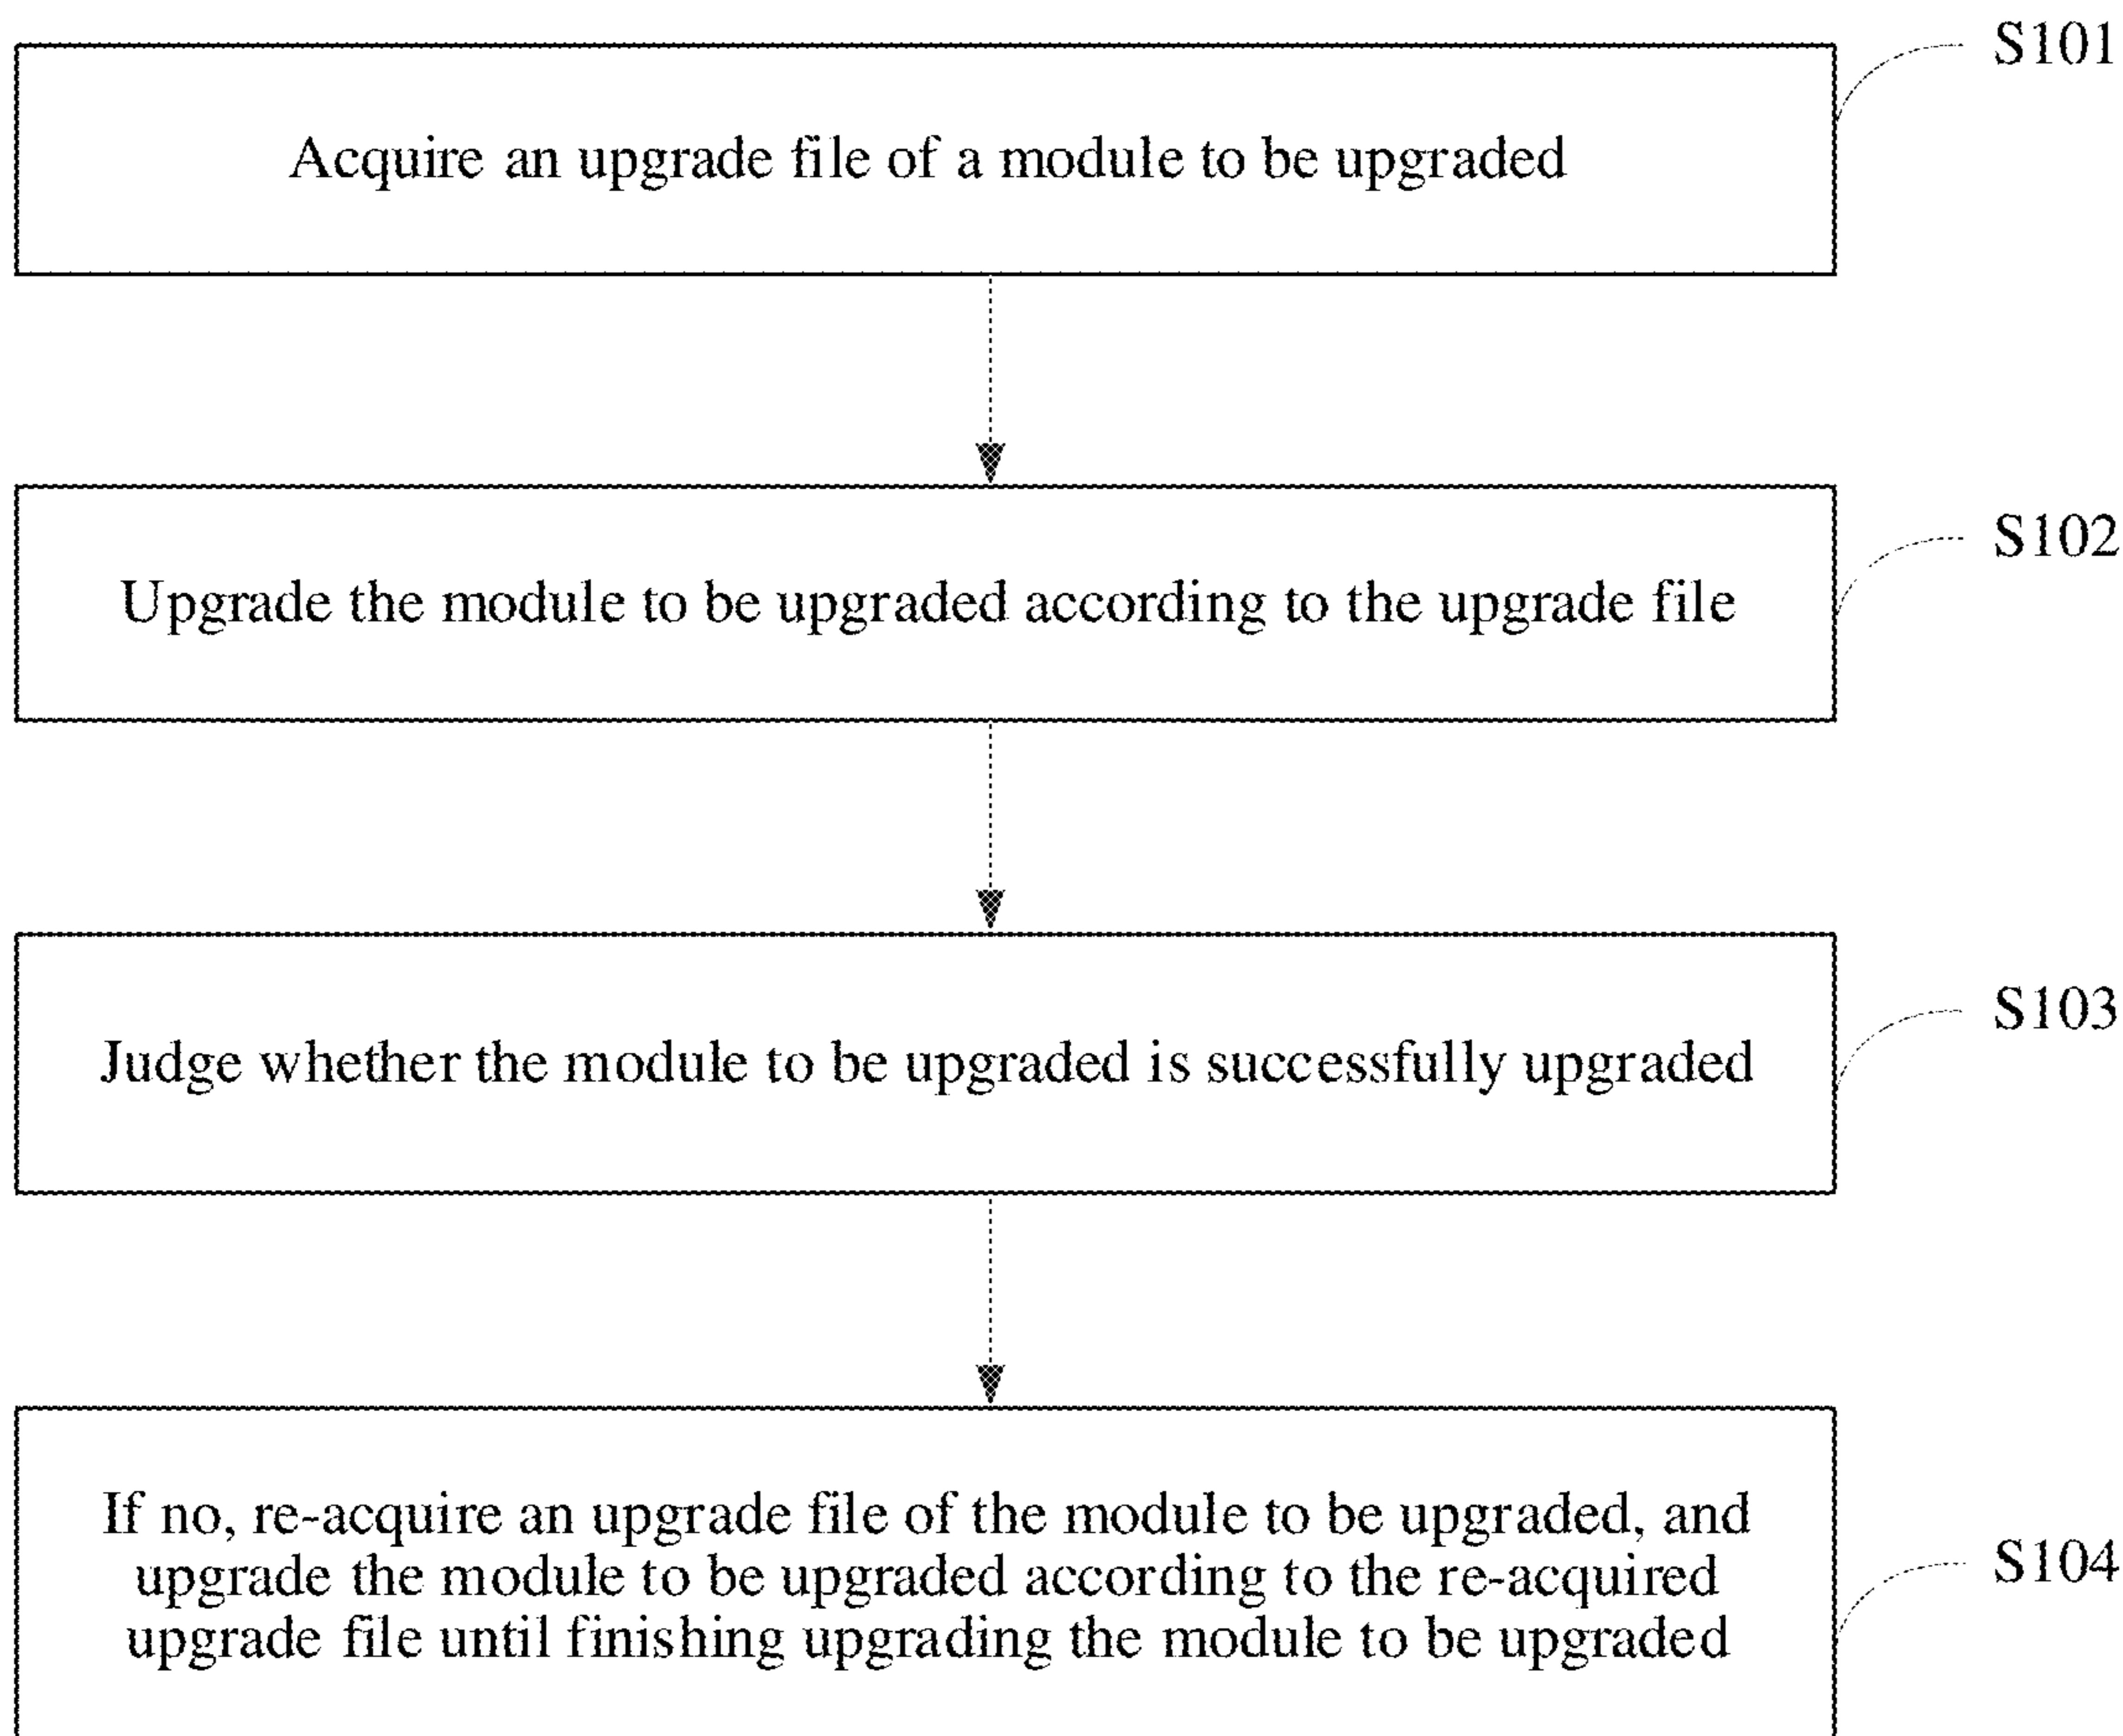 S101
Acquire an upgrade file of a module to be upgraded
S102
Upgrade the module to be upgraded according to the upgrade file
S103
Judge whether the module to be upgraded is successfully upgraded
If no, re-acquire an upgrade file of the module to be upgraded, and
upgrade the module to be upgraded according to the re-acquired
S104
upgrade file until finishing upgrading the module to be upgraded